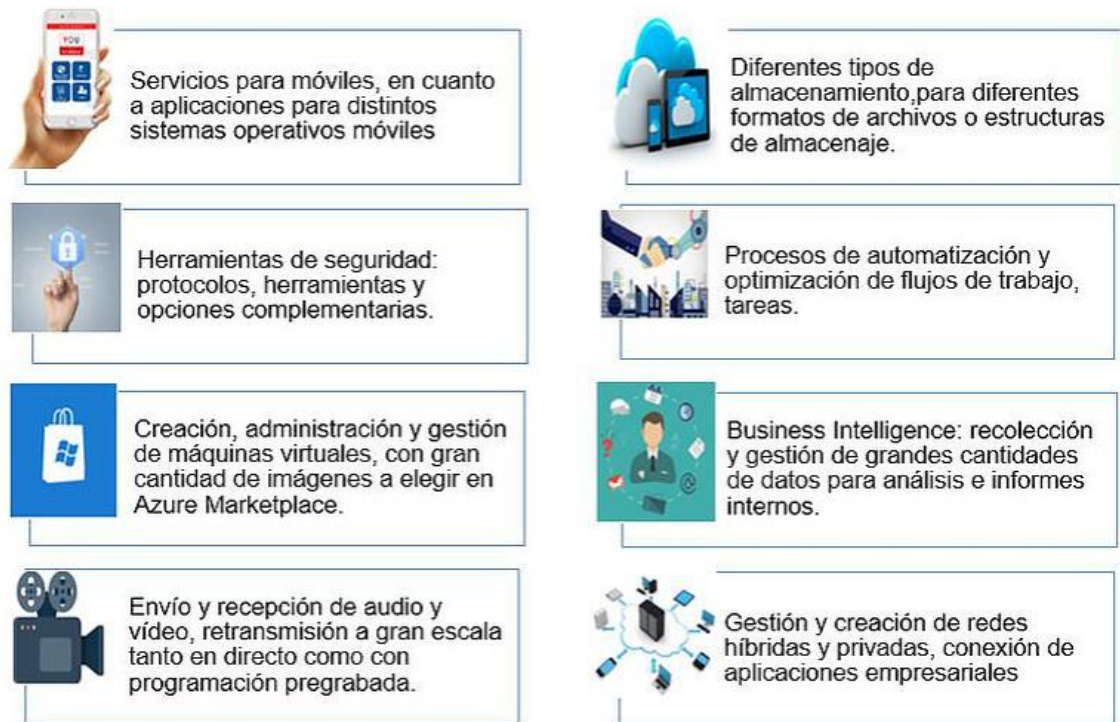 YOU
Servicios para móviles, en cuanto
a aplicaciones para distintos
sistemas operativos móviles
Diferentes tipos de
almacenamiento,para diferentes
formatos de archivos o estructuras
de almacenaje.
Herramientas de seguridad:
protocolos, herramientas y
opciones complementarias.
Procesos de automatización y
optimización de flujos de trabajo,
tareas.
Creación, administración y gestión
de máquinas virtuales, con gran
cantidad de imágenes a elegir en
Azure Marketplace.
Business Intelligence: recolección
y gestión de grandes cantidades
de datos para análisis e informes
internos.
Envío y recepción de audio y
vídeo, retransmisión a gran escala
tanto en directo como con
programación pregrabada.
Gestión y creación de redes
híbridas y privadas, conexión de
aplicaciones empresariales